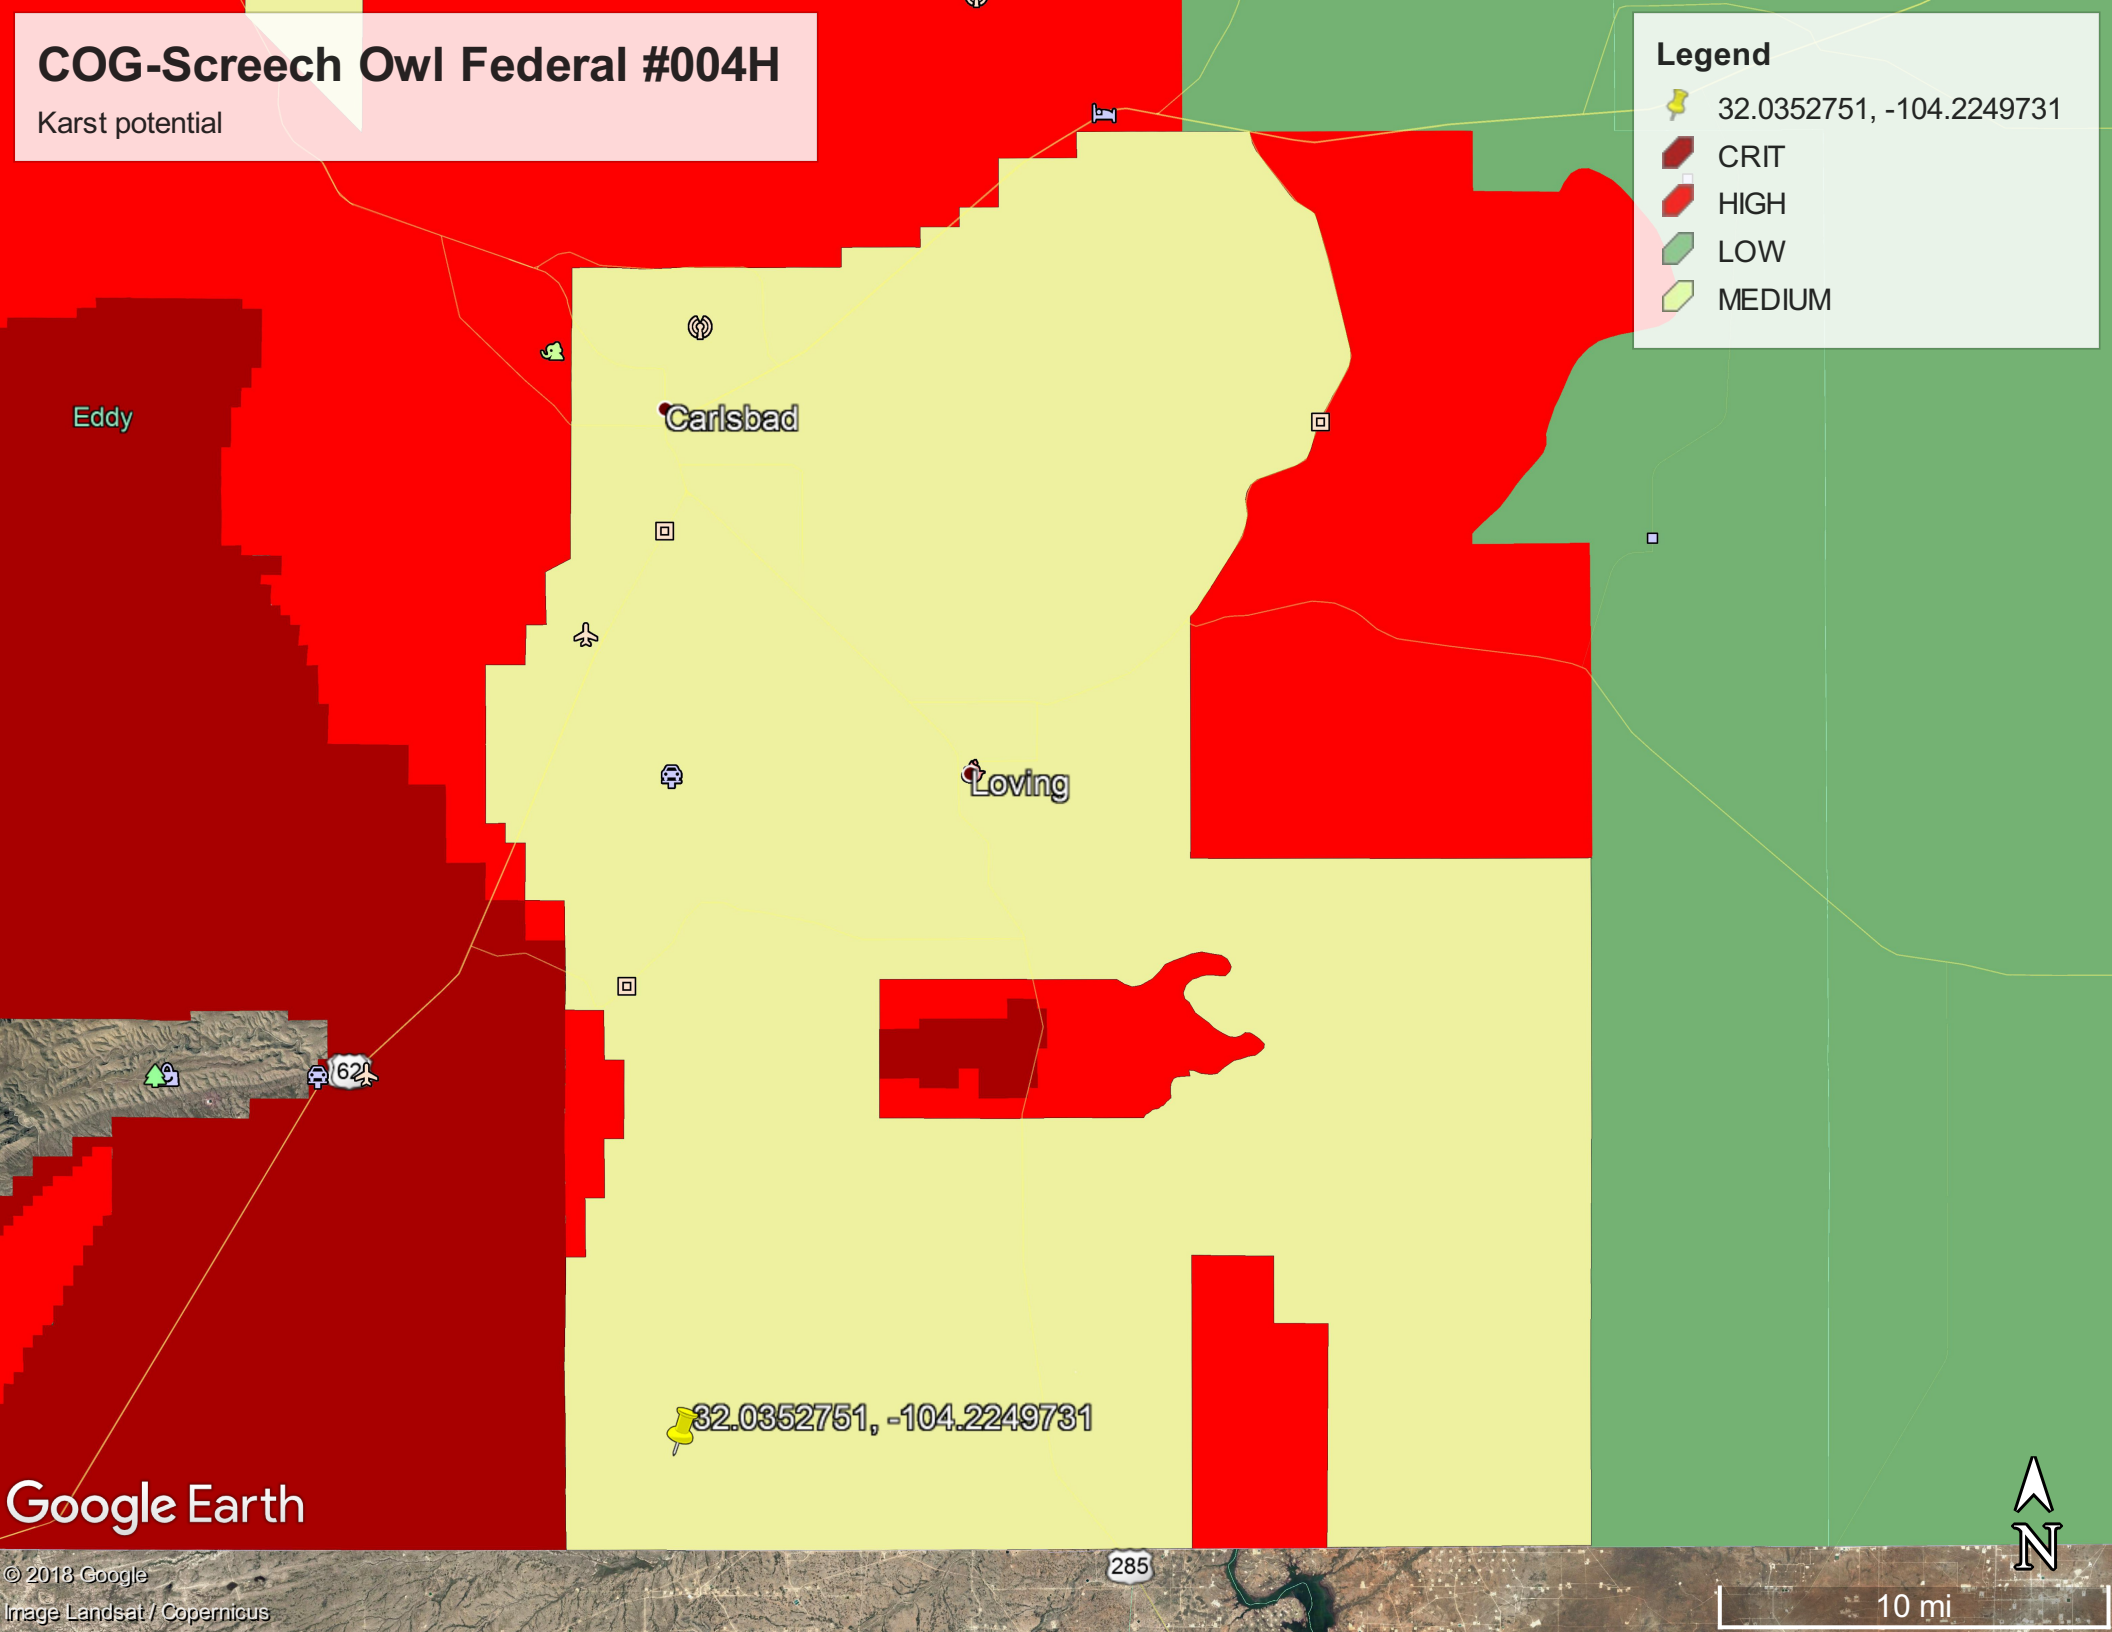 COG-Screech Owl Federal #004H
Karst potential
Legend
32.0352751, -104.2249731
CRIT
HIGH
LOW
MEDIUM
Eddy
Carlsbad
Loving
62
32.0352751, -104.2249731
Google Earth
N
285
© 2018 Google
Image Landsat / Copernicus
10 mi